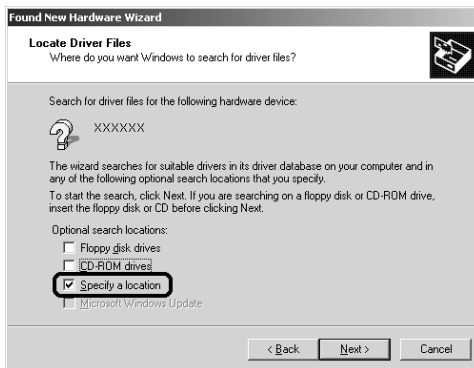 Found New Hardware Wizard
Locate Driver Files
Where do you want Windows to search for driver files?
Search for driver files for the following hardware device:
XXXXXX
The wizard searches for suitable drivers in its driver database on your computer and in
any of the following optional search locations that you specify.
To start the search, click Next. If you are searching on a floppy disk or CD-ROM drive,
insert the floppy disk or CD before clicking Next.
Optional search locations:
Floppy disk drives
CD-ROM drives
Specify a location
Microsoft Windows Update
< Back Next > Cancel